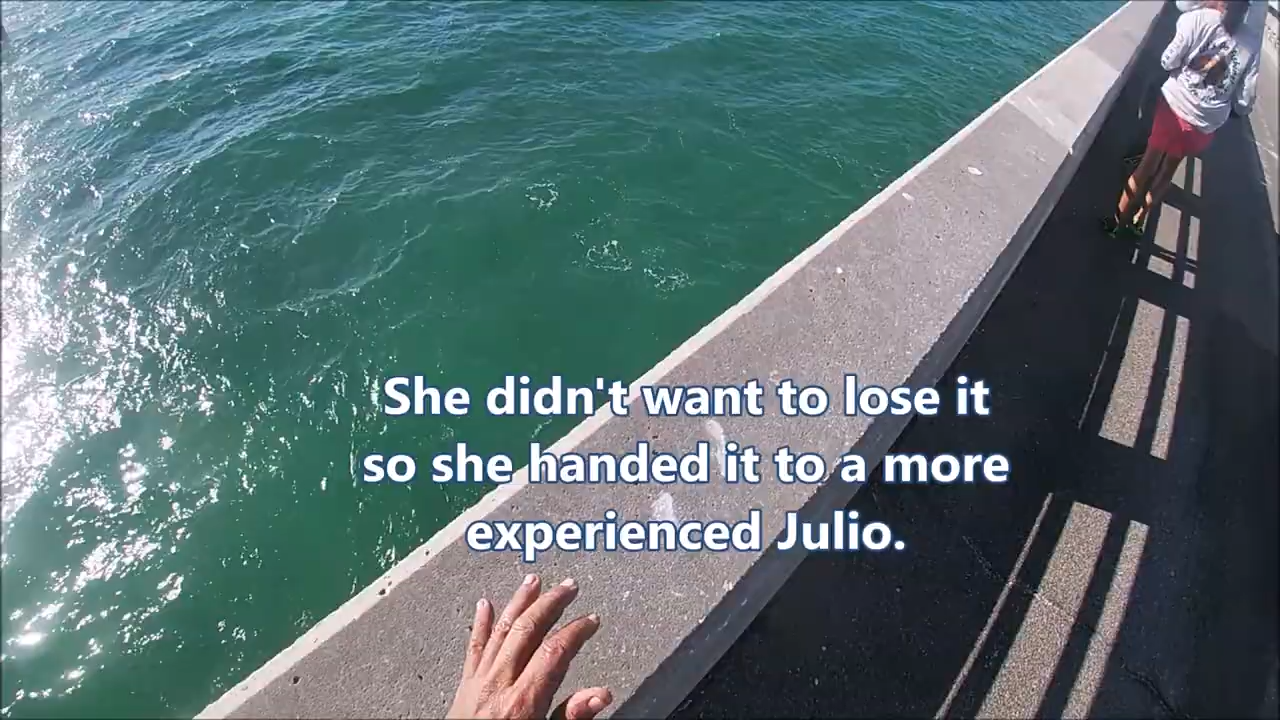 She didn't want to lose it
so she handed it to a more
experienced Julio.